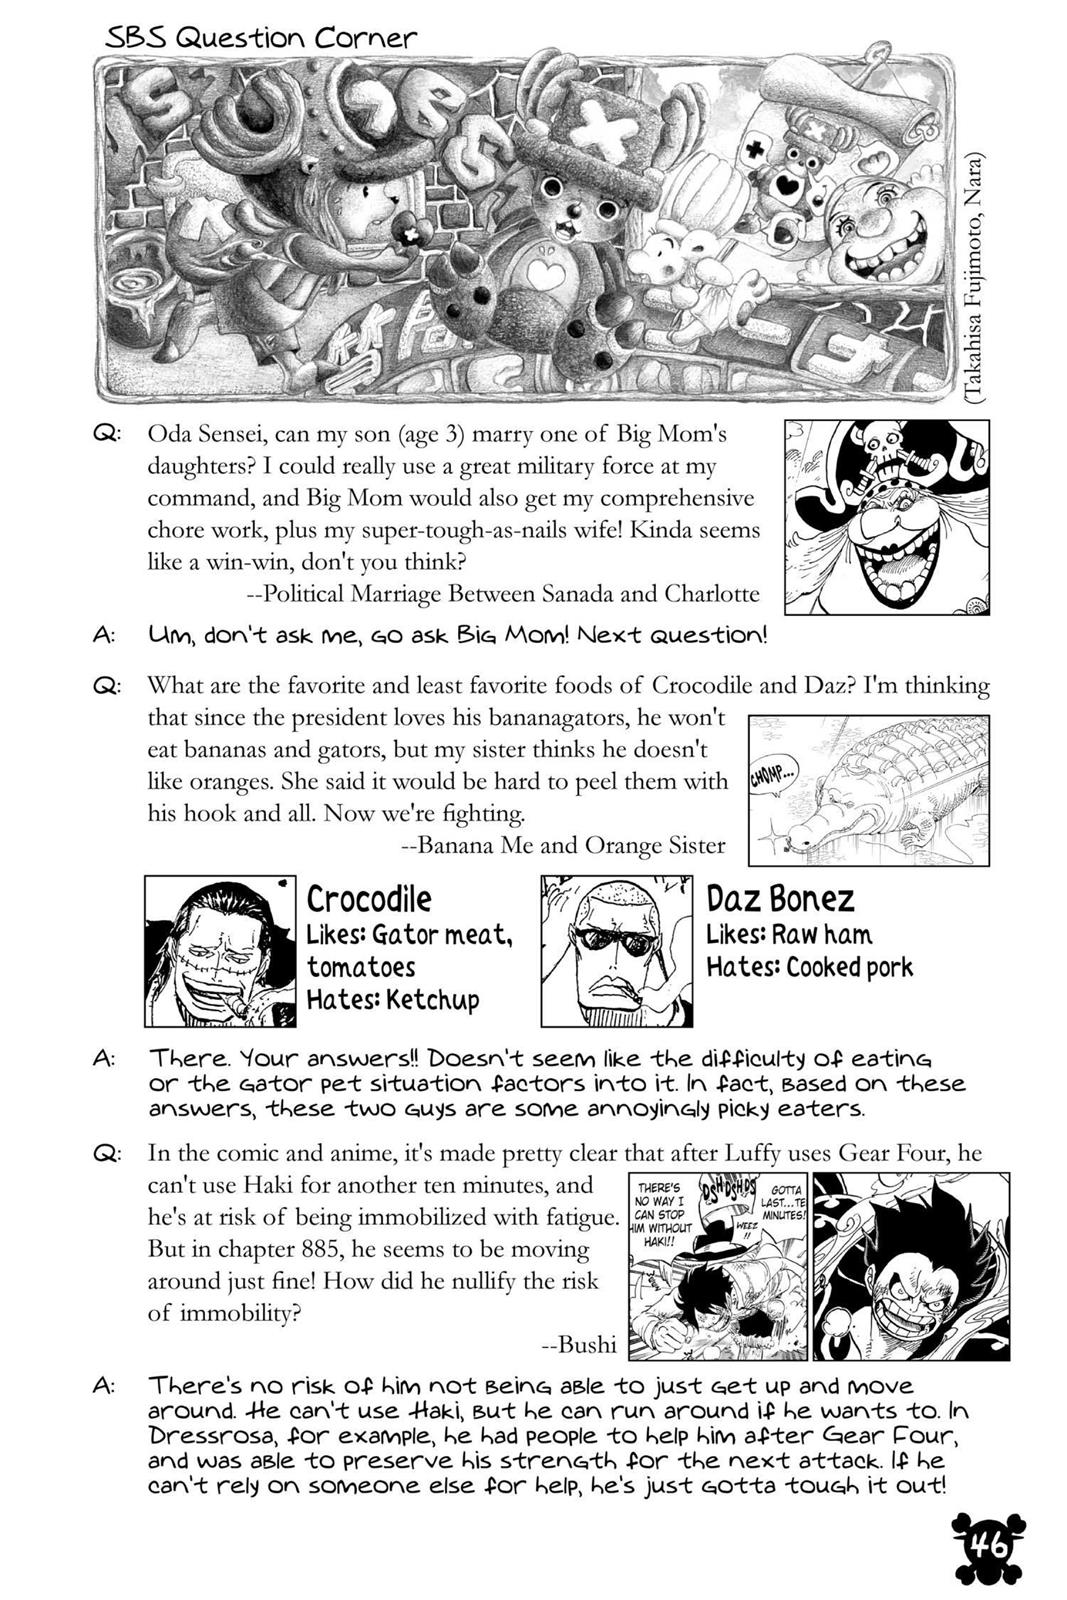 SBS Question Corner
(Takahisa Fujimoto, Nara)
Q: Oda Sensei, can my son (age 3) marry one of Big Mom's
daughters? I could really use a great military force at my
command, and Big Mom would also get my comprehensive
chore work, plus my super-tough-as-nails wife! Kinda seems
like a win-win, don't you think?
--Political Marriage Between Sanada and Charlotte
A: Um, don't ask me, go ask Big Mom! Next question!
Q: What are the favorite and least favorite foods of Crocodile and Daz? I'm thinking
that since the president loves his bananagators, he won't
eat bananas and gators, but my sister thinks he doesn't
like oranges. She said it would be hard to peel them with
his hook and all. Now we're fighting.
--Banana Me and Orange Sister
CHOMP...
Crocodile
Likes: Gator meat,
tomatoes
Hates: Ketchup
Daz Bonez
Likes: Raw ham
Hates: Cooked pork
A: There. Your answers!! Doesn't seem like the difficulty of eating
or the gator pet situation factors into it. In fact, based on these
answers, these two guys are some annoyingly picky eaters.
Q: In the comic and anime, it's made pretty clear that after Luffy uses Gear Four, he
can't use Haki for another ten minutes, and
he's at risk of being immobilized with fatigue.
But in chapter 885, he seems to be moving
around just fine! How did he nullify the risk
of immobility?
--Bushi
THERE'S
NO WAY I
CAN STOP
HIM WITHOUT
HAKI!!
DSHDSHDS
WEEZ
!!
GOTTA
LAST...TE
MINUTES!
A: There's no risk of him not being able to just get up and move
around. He can't use Haki, but he can run around if he wants to. In
Dressrosa, for example, he had people to help him after Gear Four,
and was able to preserve his strength for the next attack. If he
can't rely on someone else for help, he's just gotta tough it out!
46